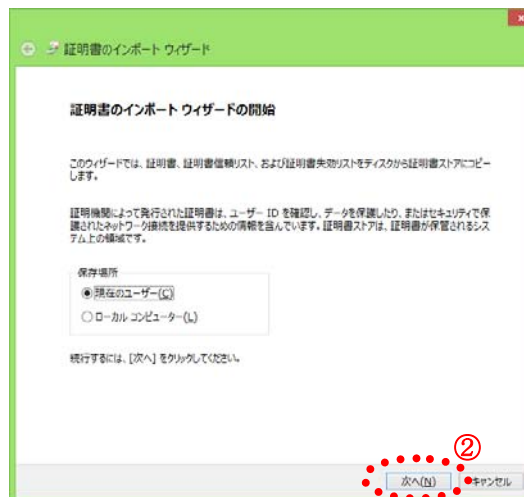 証明書のインポート ウィザード
証明書のインポート ウィザードの開始
このウィザードでは、証明書、証明書信頼リスト、および証明書失効リストをディスクから証明書ストアにコピー
します。
証明機関によって発行された証明書は、ユーザー ID を確認し、データを保護したり、またはセキュリティで保
護されたネットワーク接続を提供するための情報を含んでいます。証明書ストアは、証明書が保管されるシス
テム上の領域です。
保存場所
現在のユーザー(C)
ローカル コンピューター(L)
続行するには、[次へ] をクリックしてください。
②
次へ(N)
キャンセル